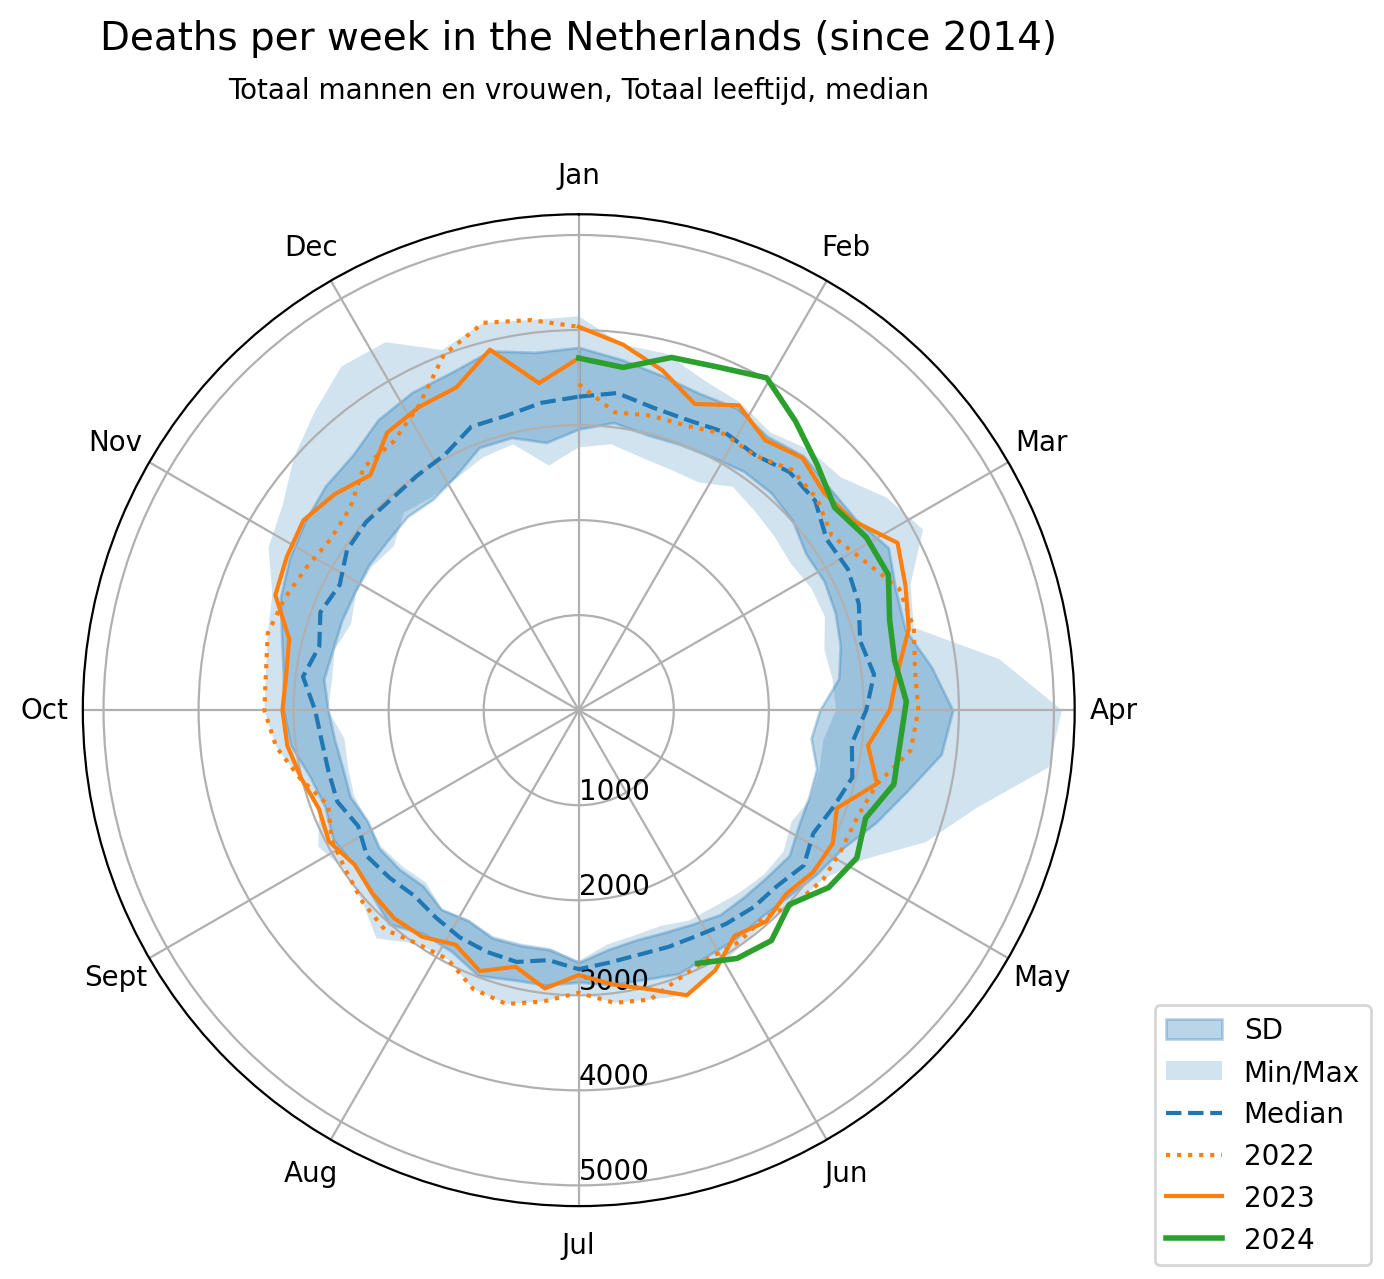 Deaths per week in the Netherlands (since 2014)
Totaal mannen en vrouwen, Totaal leeftijd, median
Jan
Feb
Mar
Apr
May
Jun
Jul
Aug
Sept
Oct
Nov
Dec
1000
2000
3000
4000
5000
SD
Min/Max
Median
2022
2023
2024